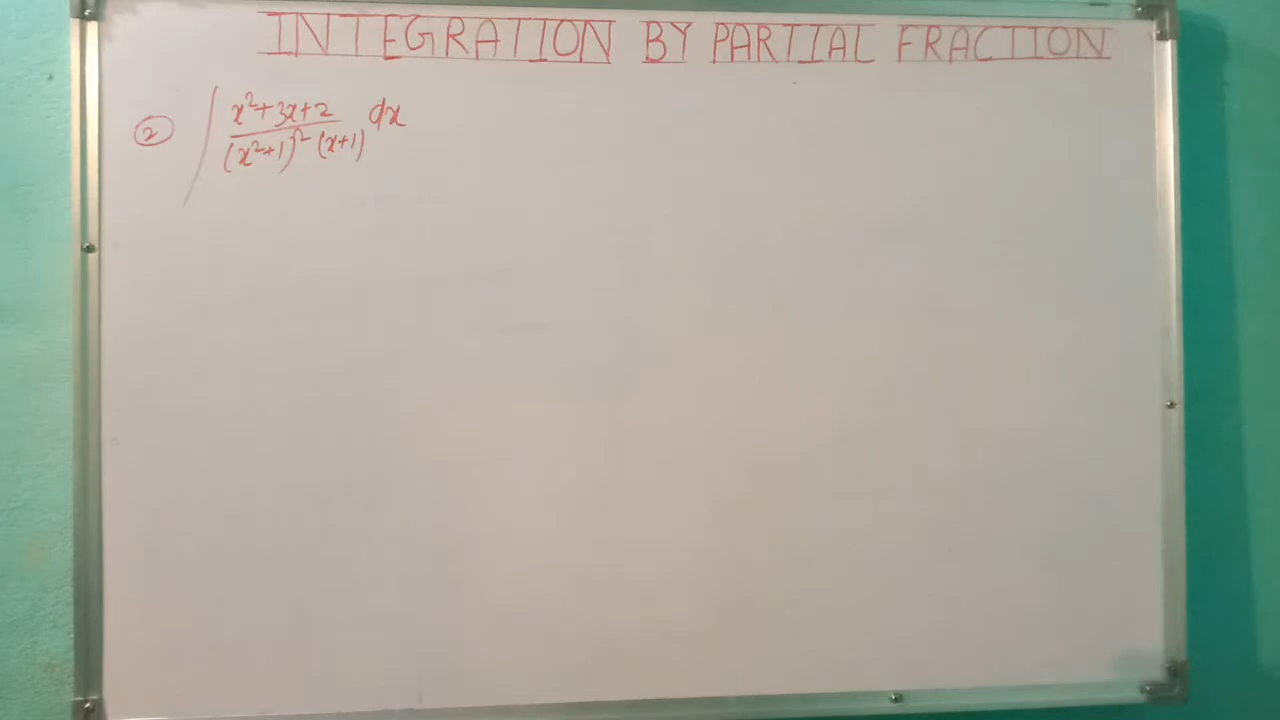 INTEGRATION BY PARTIAL FRACTION
② ∫ x²+3x+2 / (x²+1)² (x+1) dx